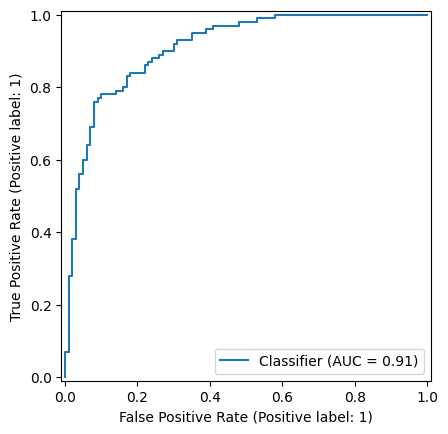 1.0
0.8
0.6
0.4
0.2
0.0
True Positive Rate (Positive label: 1)
Classifier (AUC = 0.91)
0.0 0.2 0.4 0.6 0.8 1.0
False Positive Rate (Positive label: 1)